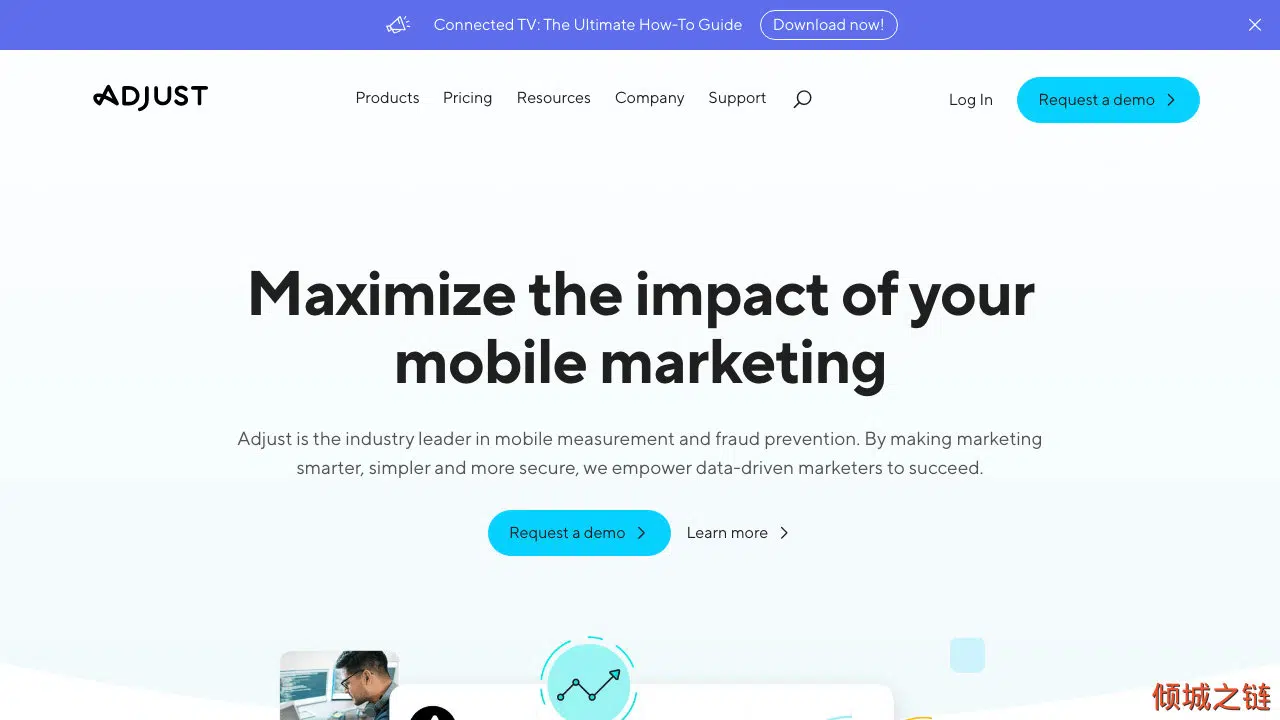 Connected TV: The Ultimate How-To Guide Download now!
ADJUST Products Pricing Resources Company Support Log In Request a demo
Maximize the impact of your
mobile marketing
Adjust is the industry leader in mobile measurement and fraud prevention. By making marketing
smarter, simpler and more secure, we empower data-driven marketers to succeed.
Request a demo Learn more
倾城之链